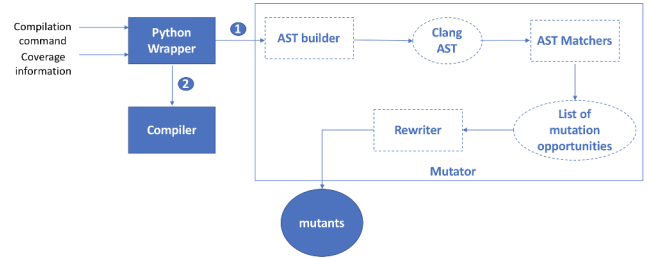 Compilation
command
Coverage
information
Python
Wrapper
1
2
Compiler
AST builder
Clang
AST
AST Matchers
List of
mutation
opportunities
Rewriter
Mutator
mutants